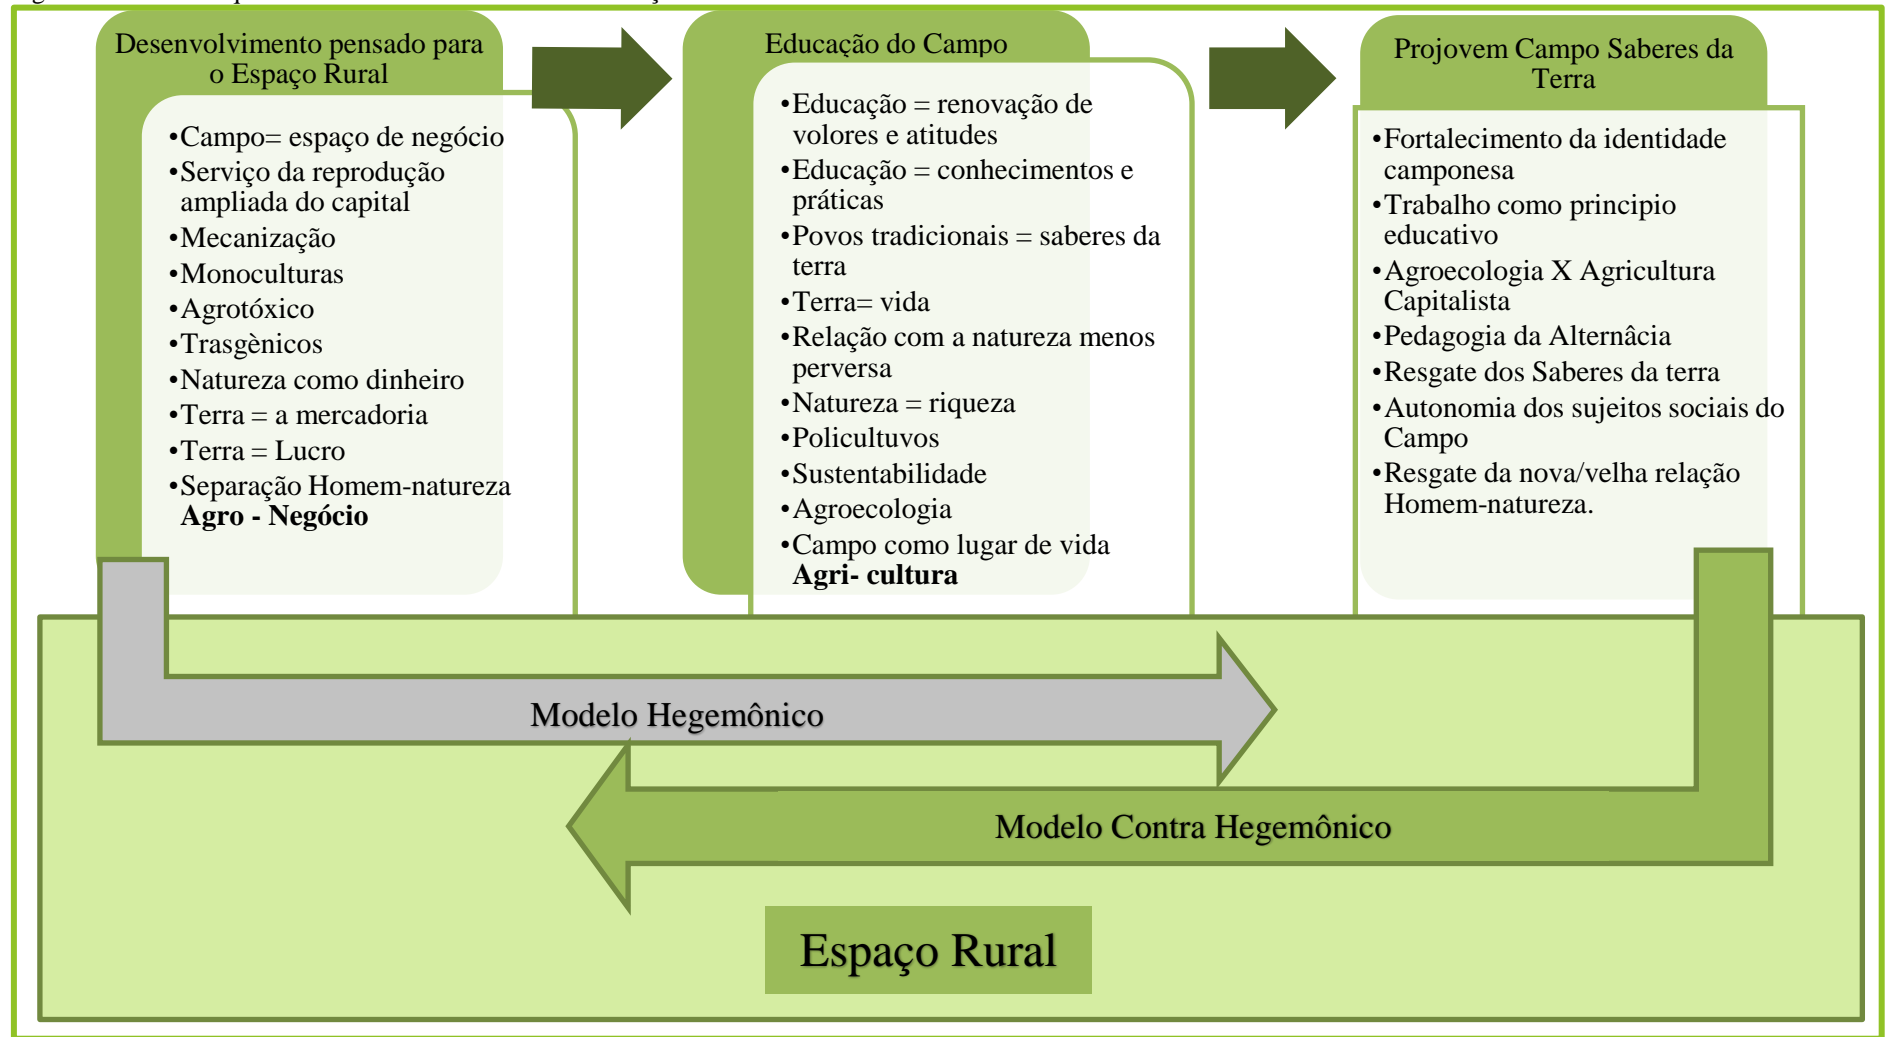 Desenvolvimento pensado para
o Espaço Rural
•Campo= espaço de negócio
•Serviço da reprodução
ampliada do capital
•Mecanização
•Monoculturas
•Agrotóxico
•Trasgènicos
•Natureza como dinheiro
•Terra = a mercadoria
•Terra = Lucro
•Separação Homem-natureza
Agro - Negócio
Educação do Campo
•Educação = renovação de
volores e atitudes
•Educação = conhecimentos e
práticas
•Povos tradicionais = saberes da
terra
•Terra= vida
•Relação com a natureza menos
perversa
•Natureza = riqueza
•Policultuvos
•Sustentabilidade
•Agroecologia
•Campo como lugar de vida
Agri- cultura
Projovem Campo Saberes da
Terra
•Fortalecimento da identidade
camponesa
•Trabalho como principio
educativo
•Agroecologia X Agricultura
Capitalista
•Pedagogia da Alternâcia
•Resgate dos Saberes da terra
•Autonomia dos sujeitos sociais do
Campo
•Resgate da nova/velha relação
Homem-natureza.
Modelo Hegemônico
Modelo Contra Hegemônico
Espaço Rural